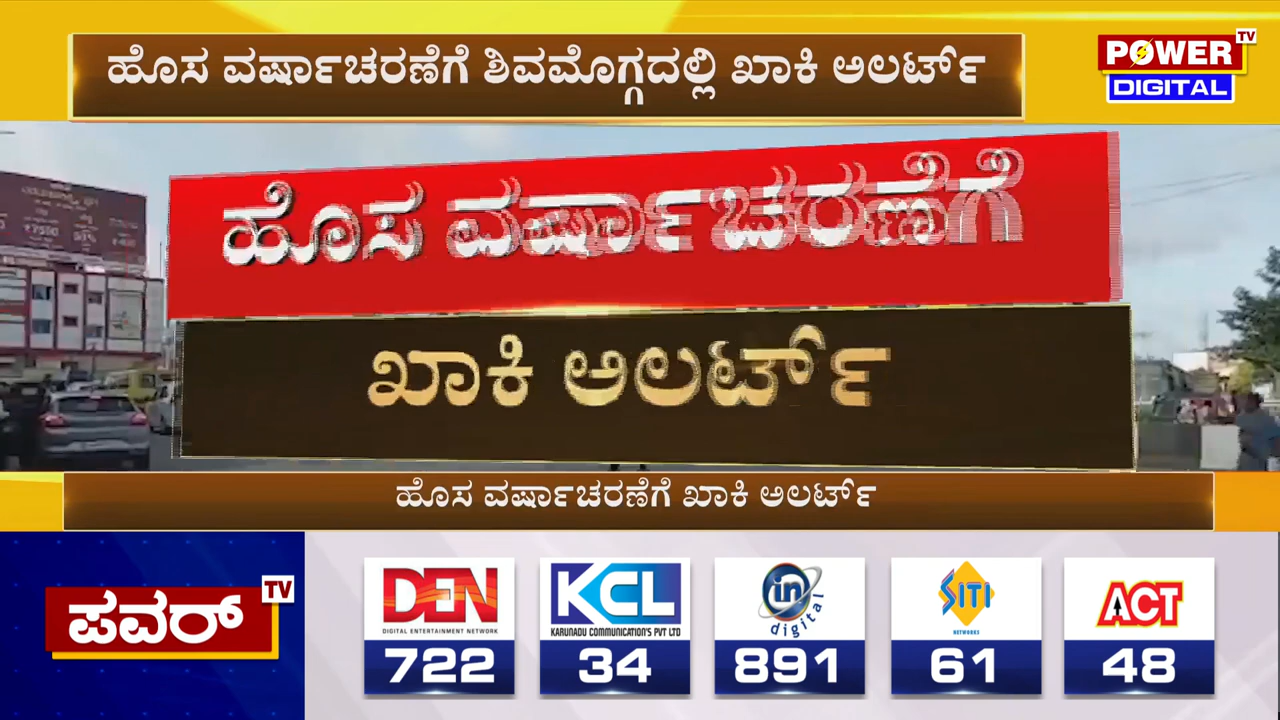 ಹೊಸ ವರ್ಷಾಚರಣೆಗೆ ಶಿವಮೊಗ್ಗದಲ್ಲಿ ಖಾಕಿ ಅಲರ್ಟ್
POWER TV
DIGITAL
ಹೊಸ ವರ್ಷಾಚರಣೆಗೆ
ಖಾಕಿ ಅಲರ್ಟ್
ಹೊಸ ವರ್ಷಾಚರಣೆಗೆ ಖಾಕಿ ಅಲರ್ಟ್
ಪವರ್ TV
DEN
DIGITAL ENTERTAINMENT NETWORK
722
KCL
KARUNADU COMMUNICATION'S PVT LTD
34
in
digital
891
SITI
NETWORKS
61
ACT
48